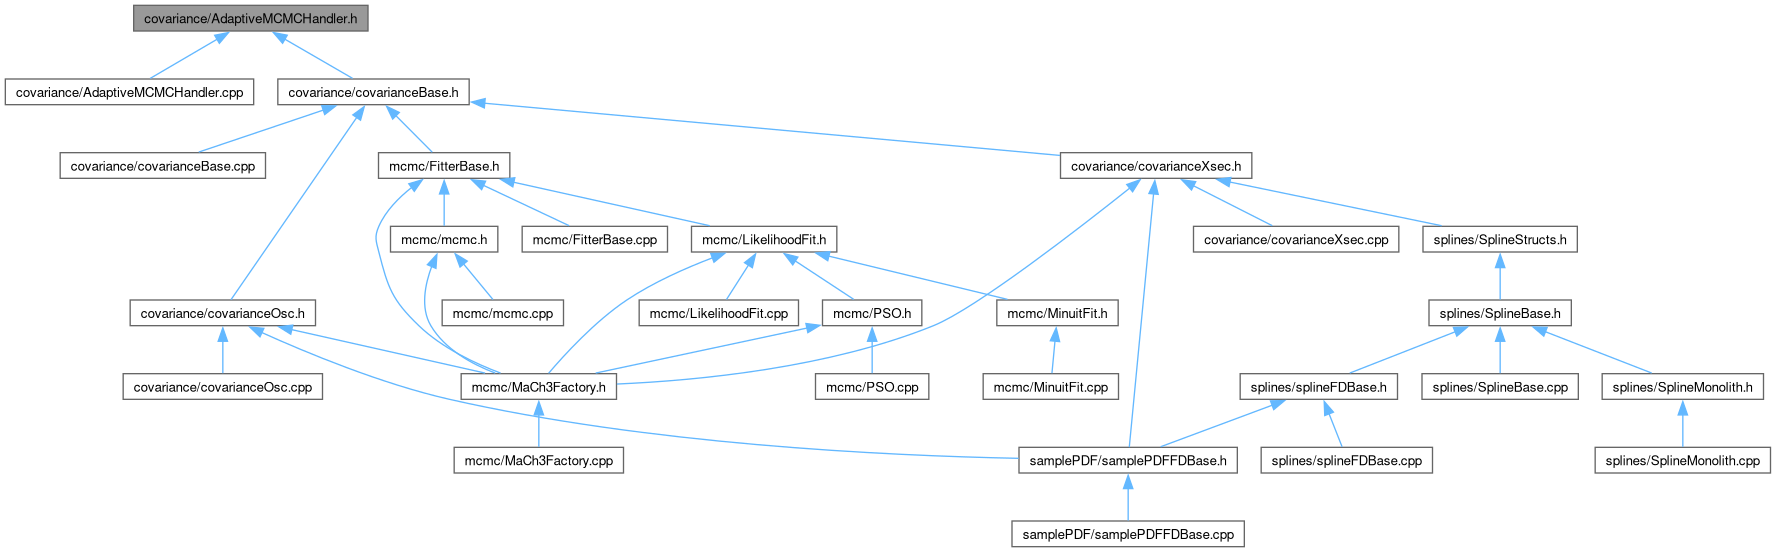 covariance/AdaptiveMCMCHandler.h
covariance/AdaptiveMCMCHandler.cpp
covariance/covarianceBase.h
covariance/covarianceBase.cpp
mcmc/FitterBase.h
covariance/covarianceXsec.h
mcmc/mcmc.h
mcmc/FitterBase.cpp
mcmc/LikelihoodFit.h
covariance/covarianceXsec.cpp
splines/SplineStructs.h
covariance/covarianceOsc.h
mcmc/mcmc.cpp
mcmc/LikelihoodFit.cpp
mcmc/PSO.h
mcmc/MinuitFit.h
splines/SplineBase.h
covariance/covarianceOsc.cpp
mcmc/MaCh3Factory.h
mcmc/PSO.cpp
mcmc/MinuitFit.cpp
splines/splineFDBase.h
splines/SplineBase.cpp
splines/SplineMonolith.h
mcmc/MaCh3Factory.cpp
samplePDF/samplePDFFDBase.h
splines/splineFDBase.cpp
splines/SplineMonolith.cpp
samplePDF/samplePDFFDBase.cpp